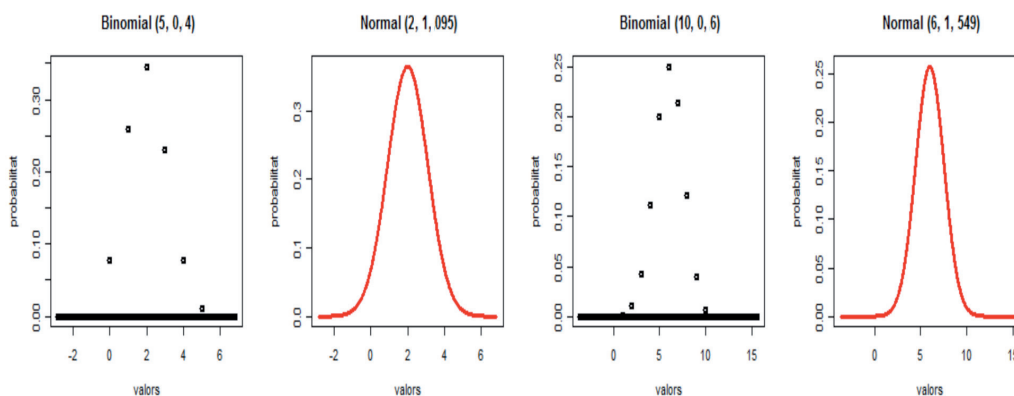 Binomial (5, 0, 4)
probabilitat
0.00
0.10
0.20
0.30
-2 0 2 4 6
valors
Normal (2, 1, 095)
probabilitat
0.0
0.1
0.2
0.3
-2 0 2 4 6
valors
Binomial (10, 0, 6)
probabilitat
0.00
0.05
0.10
0.15
0.20
0.25
0 5 10 15
valors
Normal (6, 1, 549)
probabilitat
0.00
0.05
0.10
0.15
0.20
0.25
0 5 10 15
valors